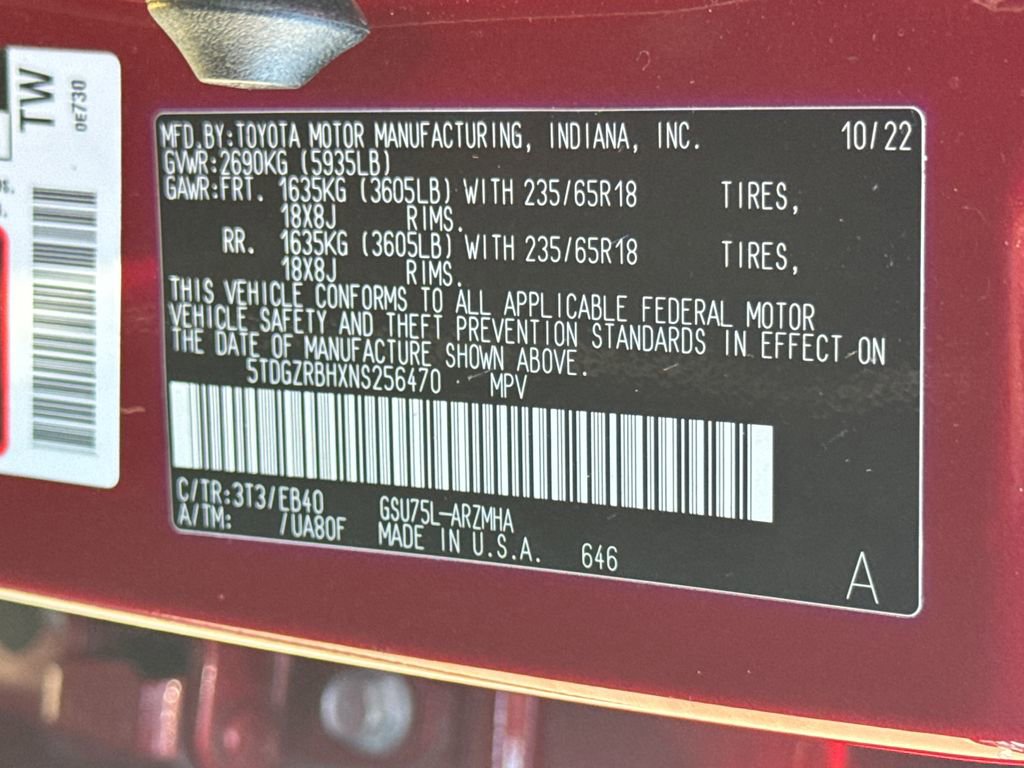 TW
0E730
MFD.BY:TOYOTA MOTOR MANUFACTURING, INDIANA, INC. 10/22
GVWR:2690KG (5935LB)
GAWR:FRT. 1635KG (3605LB) WITH 235/65R18 TIRES,
18X8J RIMS.
RR. 1635KG (3605LB) WITH 235/65R18 TIRES,
18X8J RIMS.
THIS VEHICLE CONFORMS TO ALL APPLICABLE FEDERAL MOTOR
VEHICLE SAFETY AND THEFT PREVENTION STANDARDS IN EFFECT ON
THE DATE OF MANUFACTURE SHOWN ABOVE.
5TDGZRBHXNS256470 MPV
C/TR:3T3/EB40 GSU75L-ARZMHA
A/TM: /UA80F MADE IN U.S.A. 646
A